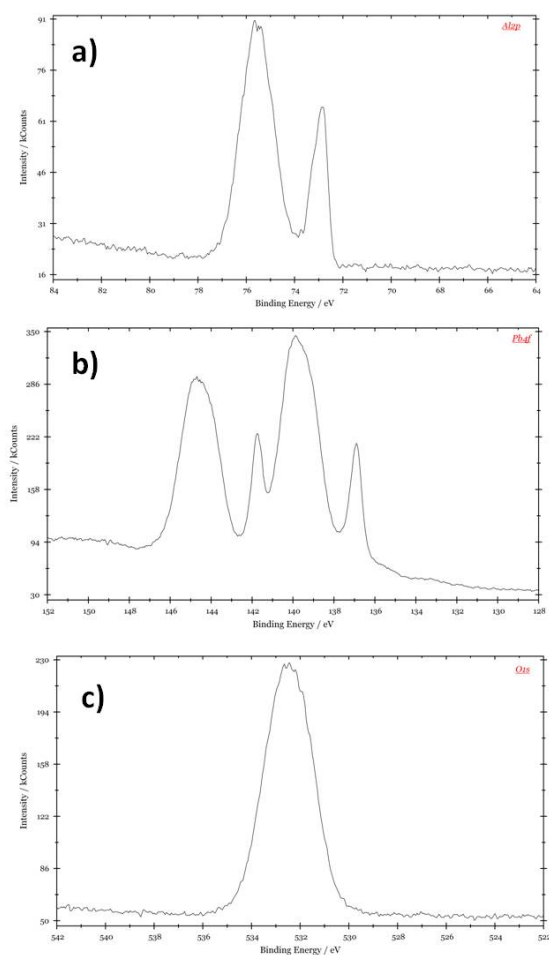 a)
Al2p
Intensity / kCounts
91
76
61
46
31
16
84 82 80 78 76 74 72 70 68 66 64
Binding Energy / eV
b)
Pb4f
Intensity / kCounts
350
286
222
158
94
30
152 150 148 146 144 142 140 138 136 134 132 130 128
Binding Energy / eV
c)
O1s
Intensity / kCounts
230
194
158
122
86
50
542 540 538 536 534 532 530 528 526 524 522
Binding Energy / eV